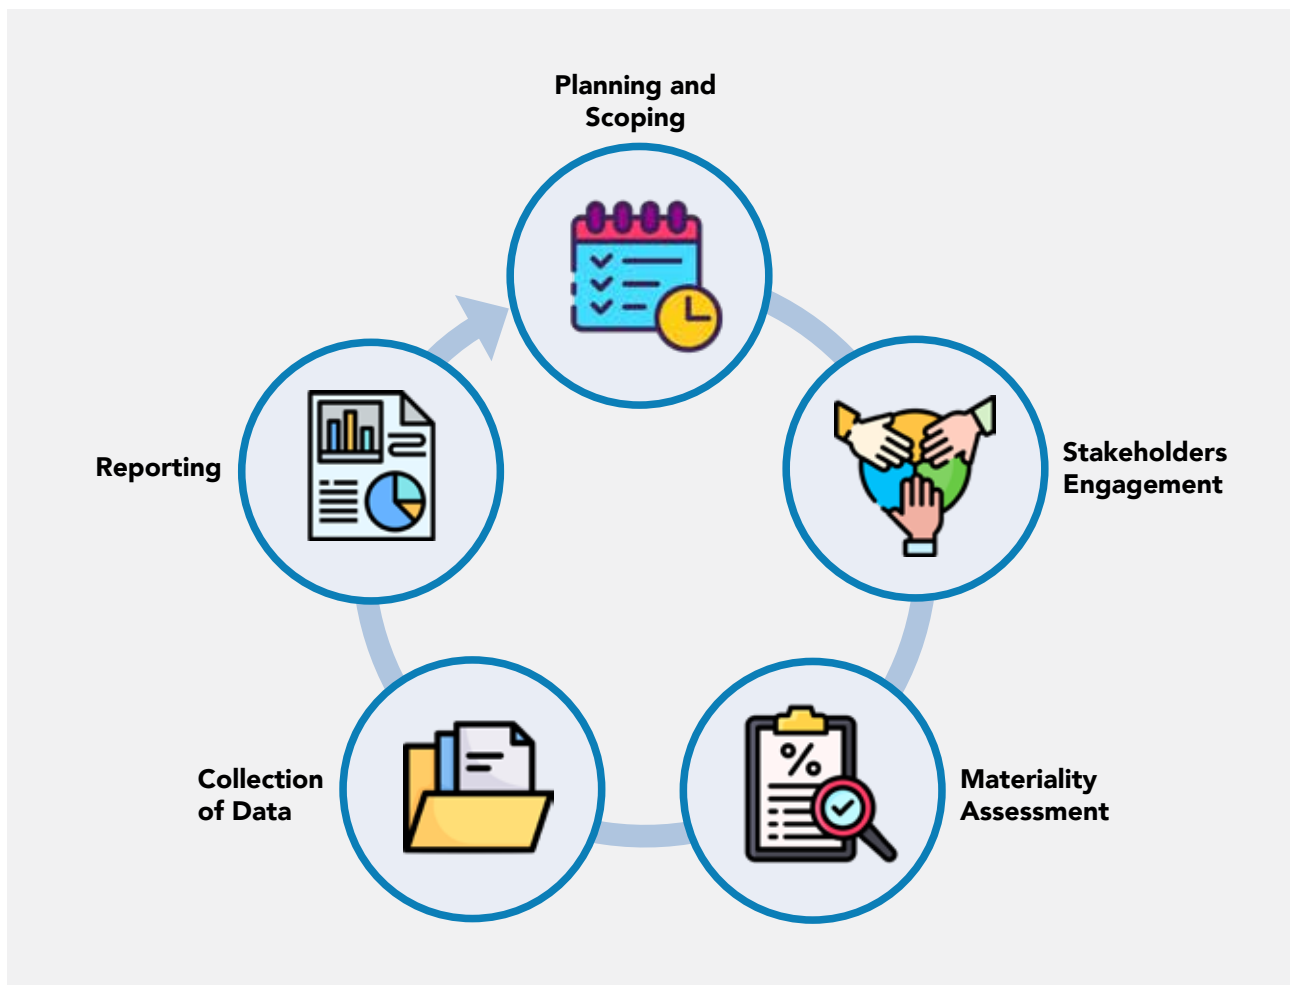 Planning and
Scoping
Stakeholders
Engagement
Materiality
Assessment
Collection
of Data
Reporting
%